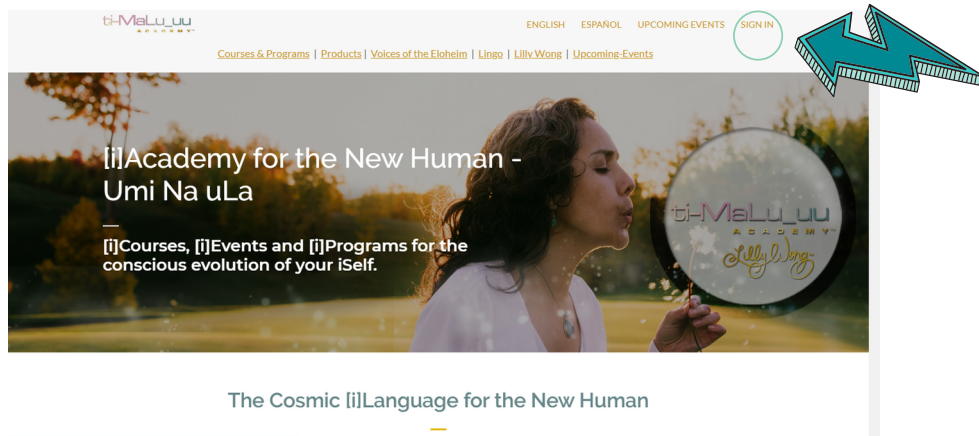 ti-MaLu_uu
ACADEMY™
ENGLISH ESPAÑOL UPCOMING EVENTS SIGN IN
Courses & Programs | Products | Voices of the Eloheim | Lingo | Lilly Wong | Upcoming-Events
[i]Academy for the New Human -
Umi Na uLa
[i]Courses, [i]Events and [i]Programs for the
conscious evolution of your iSelf.
ti-MaLu_uu
ACADEMY™
Lilly Wong
The Cosmic [i]Language for the New Human